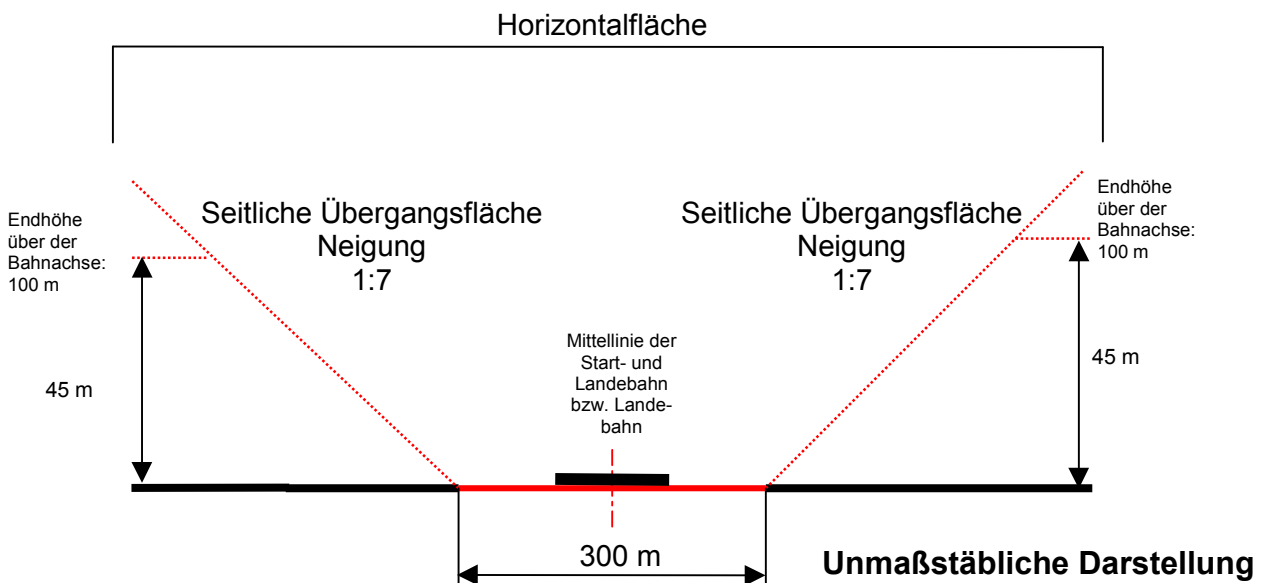 Horizontalfläche
Endhöhe
über der
Bahnachse:
100 m
Seitliche Übergangsfläche
Neigung
1:7
Seitliche Übergangsfläche
Neigung
1:7
Endhöhe
über der
Bahnachse:
100 m
Mittellinie der
Start- und
Landebahn
bzw. Lande-
bahn
45 m
45 m
300 m
Unmaßstäbliche Darstellung